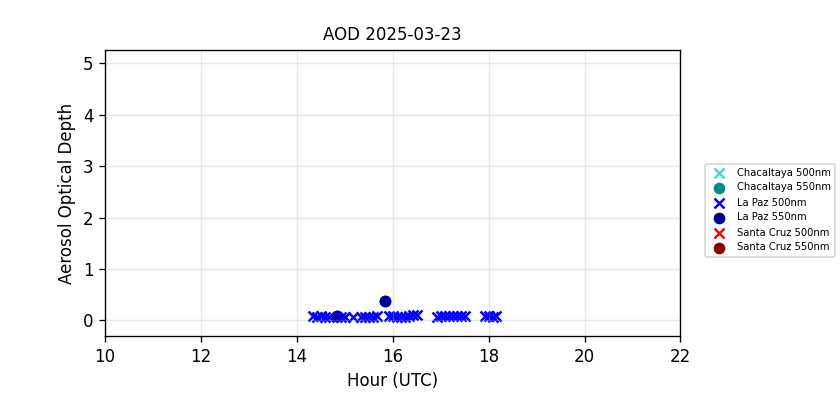 AOD 2025-03-23
5
4
3
2
1
0
Aerosol Optical Depth
10 12 14 16 18 20 22
Hour (UTC)
Chacaltaya 500nm
Chacaltaya 550nm
La Paz 500nm
La Paz 550nm
Santa Cruz 500nm
Santa Cruz 550nm